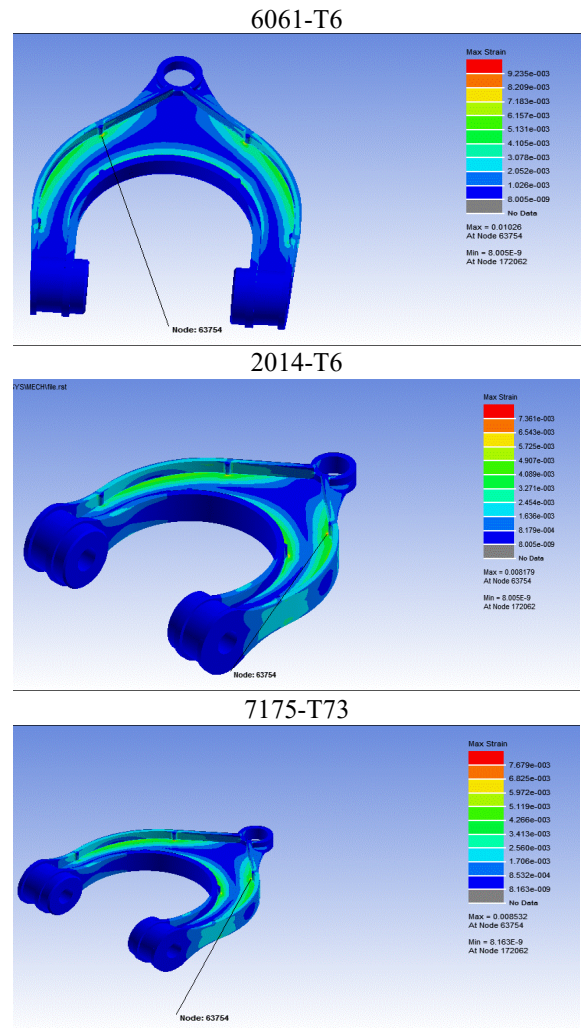 6061-T6
Max Strain
9.235e-003
8.209e-003
7.183e-003
6.157e-003
5.131e-003
4.105e-003
3.078e-003
2.052e-003
1.026e-003
8.005e-009
No Data
Max = 0.01026
At Node 63754
Min = 8.005E-9
At Node 172062
Node: 63754
2014-T6
YS\MECH\file.rst
Max Strain
7.361e-003
6.543e-003
5.725e-003
4.907e-003
4.089e-003
3.271e-003
2.454e-003
1.636e-003
8.179e-004
8.005e-009
No Data
Max = 0.008179
At Node 63754
Min = 8.005E-9
At Node 172062
Node: 63754
7175-T73
Max Strain
7.679e-003
6.825e-003
5.972e-003
5.119e-003
4.266e-003
3.413e-003
2.560e-003
1.706e-003
8.532e-004
8.163e-009
No Data
Max = 0.008532
At Node 63754
Min = 8.163E-9
At Node 172062
Node: 63754